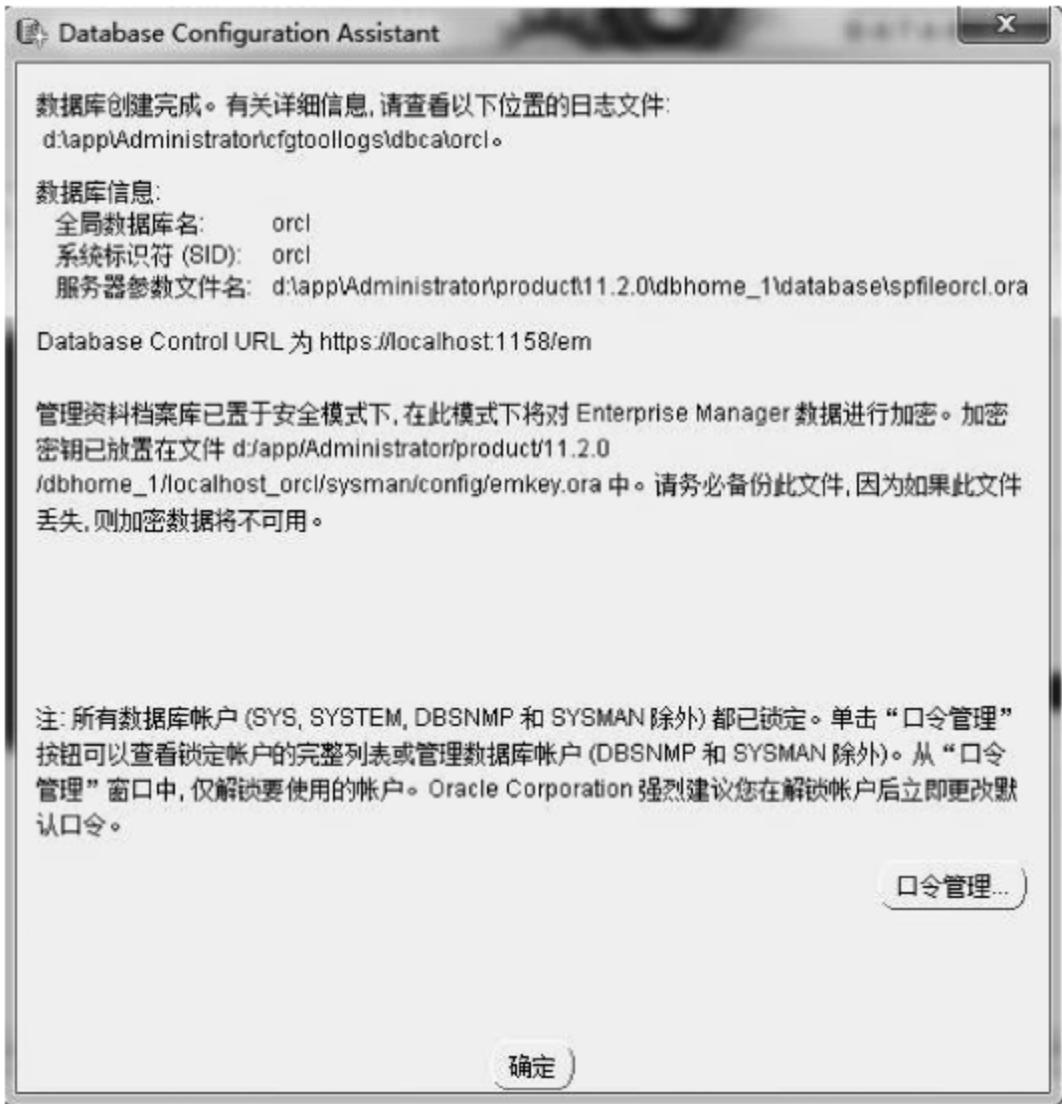 Database Configuration Assistant
数据库创建完成。有关详细信息, 请查看以下位置的日志文件:
d:\app\Administrator\cfgtoollogs\dbca\orcl。
数据库信息:
全局数据库名: orcl
系统标识符 (SID): orcl
服务器参数文件名: d:\app\Administrator\product\11.2.0\dbhome_1\database\spfileorcl.ora
Database Control URL 为 https://localhost:1158/em
管理资料档案库已置于安全模式下, 在此模式下将对 Enterprise Manager 数据进行加密。加密
密钥已放置在文件 d:/app/Administrator/product/11.2.0
/dbhome_1/localhost_orcl/sysman/config/emkey.ora 中。请务必备份此文件, 因为如果此文件
丢失, 则加密数据将不可用。
注: 所有数据库帐户 (SYS, SYSTEM, DBSNMP 和 SYSMAN 除外) 都已锁定。单击“口令管理”
按钮可以查看锁定帐户的完整列表或管理数据库帐户 (DBSNMP 和 SYSMAN 除外)。从“口令
管理”窗口中, 仅解锁要使用的帐户。Oracle Corporation 强烈建议您在解锁帐户后立即更改默
认口令。
口令管理...
确定